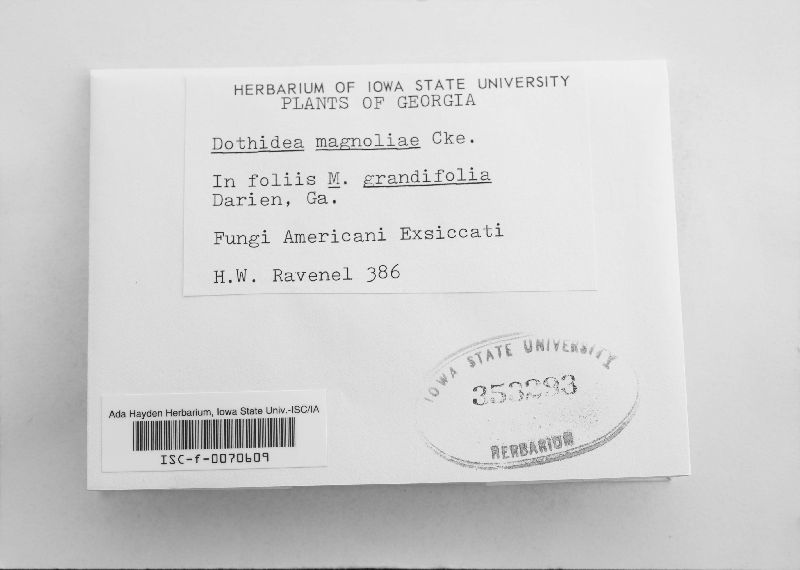 HERBARIUM OF IOWA STATE UNIVERSITY
PLANTS OF GEORGIA
Dothidea magnoliae Cke.
In foliis M. grandifolia
Darien, Ga.
Fungi Americani Exsiccati
H.W. Ravenel 386
IOWA STATE UNIVERSITY
353293
HERBARIUM
Ada Hayden Herbarium, Iowa State Univ.-ISC/IA
ISC-f-0070609